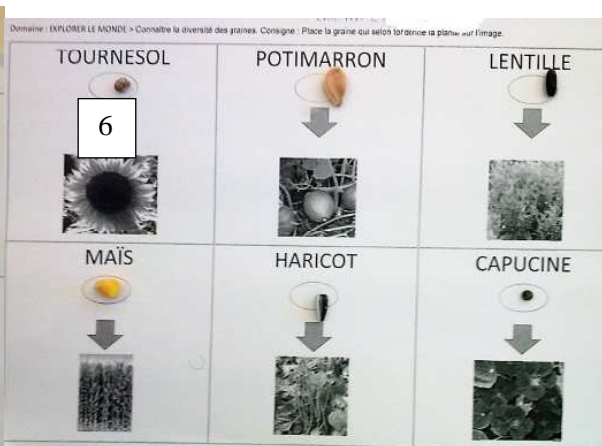 Domaine : EXPLORER LE MONDE > Connaître la diversité des graines. Consigne : Place la graine qui selon toi donne la plante sur l'image.
TOURNESOL POTIMARRON LENTILLE
6
MAÏS HARICOT CAPUCINE